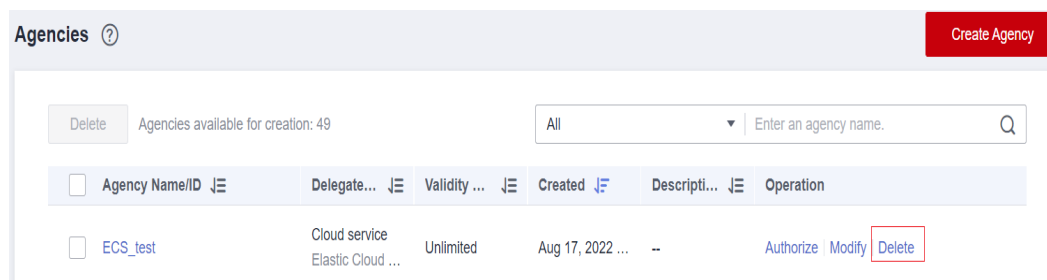 Agencies ?
Create Agency
Delete Agencies available for creation: 49 All Enter an agency name.
Agency Name/ID Delegate... Validity ... Created Descripti... Operation
ECS_test Cloud service Unlimited Aug 17, 2022 ... -- Authorize Modify Delete
Elastic Cloud ...